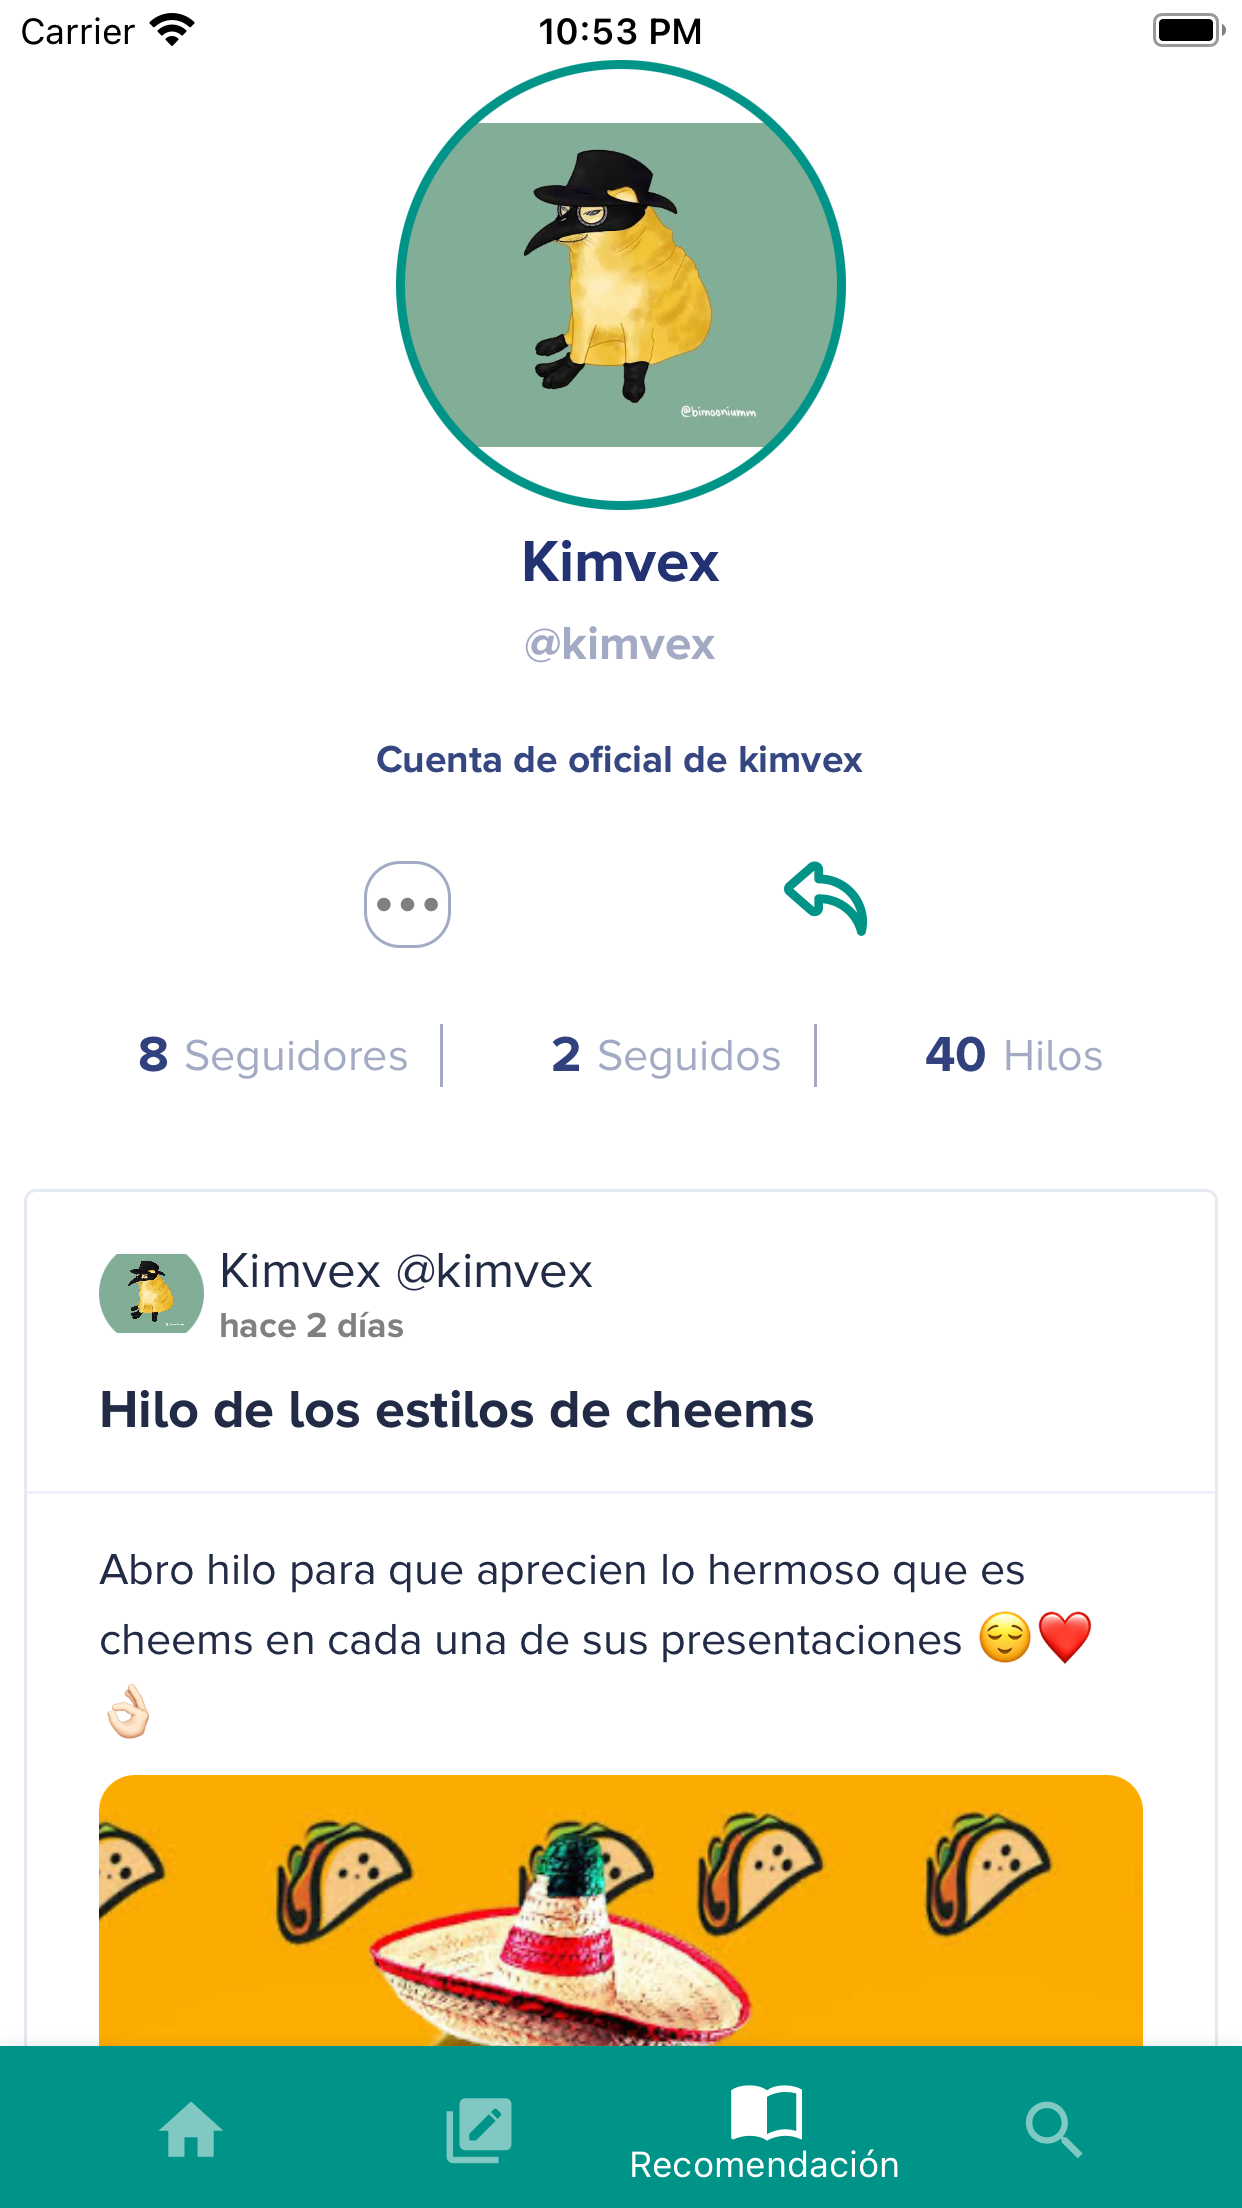 Carrier 10:53 PM
@bimooniumm
Kimvex
@kimvex
Cuenta de oficial de kimvex
8 Seguidores 2 Seguidos 40 Hilos
Kimvex @kimvex
hace 2 días
Hilo de los estilos de cheems
Abro hilo para que aprecien lo hermoso que es
cheems en cada una de sus presentaciones 😌❤️
👌🏻
Recomendación